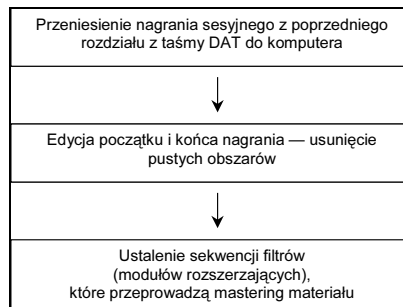 Przeniesienie nagrania sesyjnego z poprzedniego
rozdziału z taśmy DAT do komputera
Edycja początku i końca nagrania — usunięcie
pustych obszarów
Ustalenie sekwencji filtrów
(modułów rozszerzających),
które przeprowadzą mastering materiału